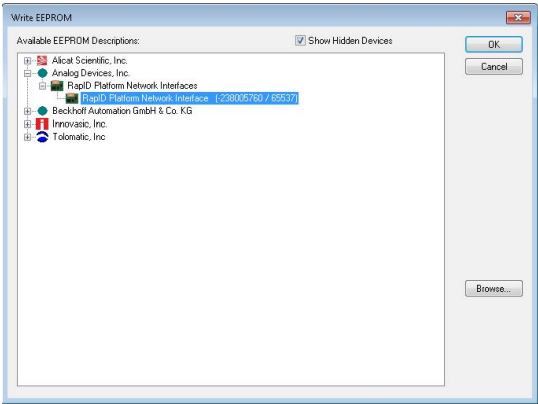 Write EEPROM
Available EEPROM Descriptions:
Show Hidden Devices
OK
Cancel
Alicat Scientific, Inc.
Analog Devices, Inc.
RapID Platform Network Interfaces
RapID Platform Network Interface (-238005760 / 65537)
Beckhoff Automation GmbH & Co. KG
Innovasic, Inc.
Tolomatic, Inc
Browse...